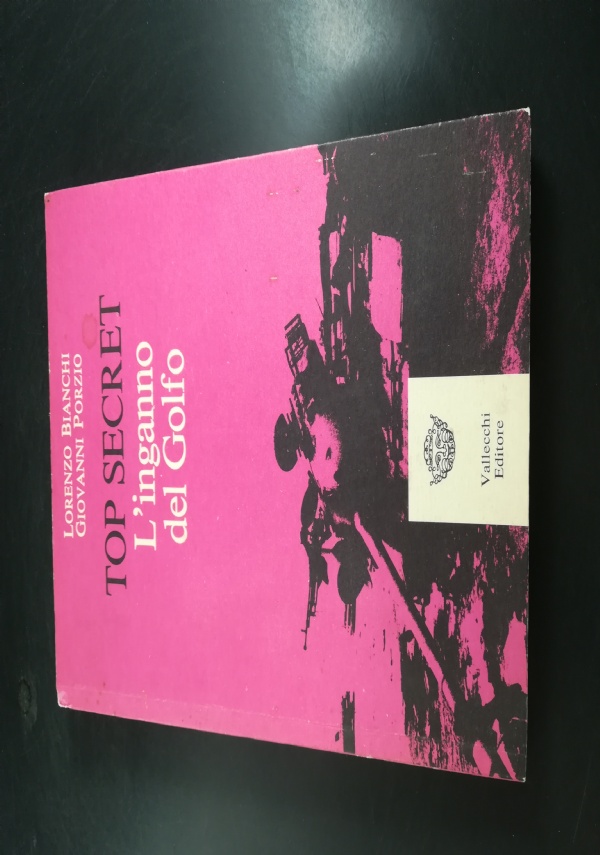 LORENZO BIANCHI
GIOVANNI PORZIO
TOP SECRET
L'inganno
del Golfo
Vallecchi
Editore